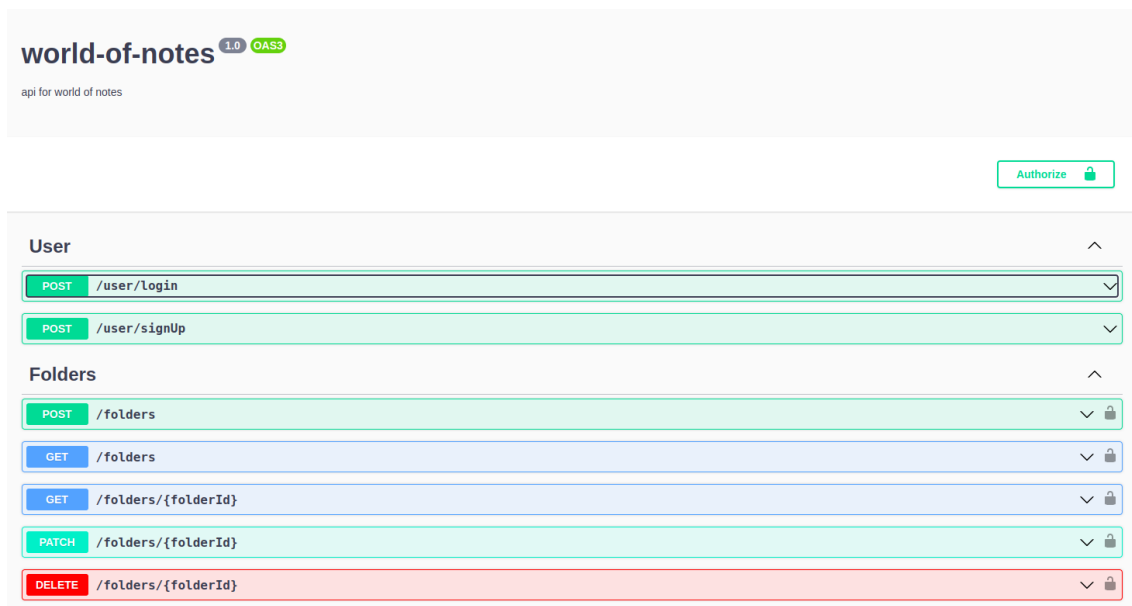 world-of-notes 1.0 OAS3
api for world of notes
Authorize
User
POST /user/login
POST /user/signUp
Folders
POST /folders
GET /folders
GET /folders/{folderId}
PATCH /folders/{folderId}
DELETE /folders/{folderId}